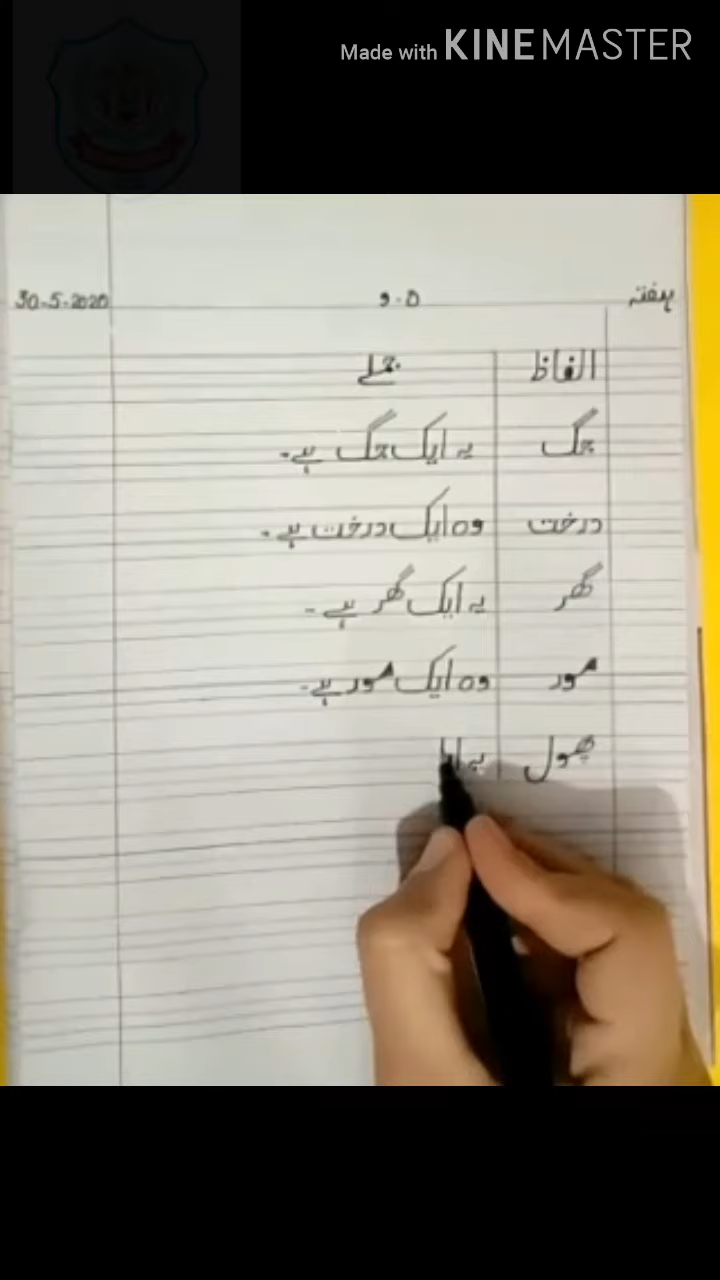 Made with KINEMASTER
ہفتہ و۔ہ 30-5-2020
الفاظ جملے
جگ یہ ایک جگ ہے۔
درخت وہ ایک درخت ہے۔
گھر یہ ایک گھر ہے۔
مور وہ ایک مور ہے۔
پھول یہ ا